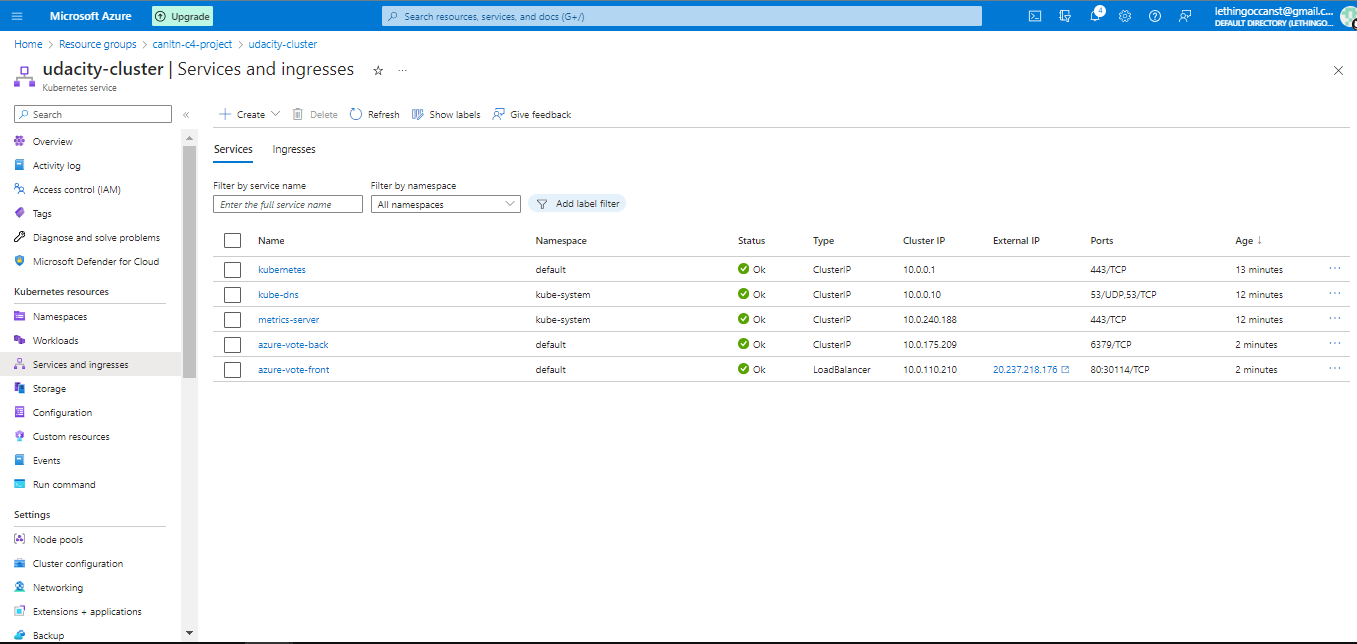 Microsoft Azure
Upgrade
Search resources, services, and docs (G+/)
4
lethingoccanst@gmail.c...
DEFAULT DIRECTORY (LETHINGO...
Home > Resource groups > canitn-c4-project > udacity-cluster
udacity-cluster | Services and ingresses
Kubernetes service
Search
Create Delete Refresh Show labels Give feedback
Overview
Activity log
Access control (IAM)
Tags
Diagnose and solve problems
Microsoft Defender for Cloud
Kubernetes resources
Namespaces
Workloads
Services and ingresses
Storage
Configuration
Custom resources
Events
Run command
Settings
Node pools
Cluster configuration
Networking
Extensions + applications
Backup
Services Ingresses
Filter by service name Filter by namespace
Enter the full service name All namespaces Add label filter
Name Namespace Status Type Cluster IP External IP Ports Age ↓
kubernetes default Ok ClusterIP 10.0.0.1 443/TCP 13 minutes
kube-dns kube-system Ok ClusterIP 10.0.0.10 53/UDP,53/TCP 12 minutes
metrics-server kube-system Ok ClusterIP 10.0.240.188 443/TCP 12 minutes
azure-vote-back default Ok ClusterIP 10.0.175.209 6379/TCP 2 minutes
azure-vote-front default Ok LoadBalancer 10.0.110.210 20.237.218.176 80:30114/TCP 2 minutes